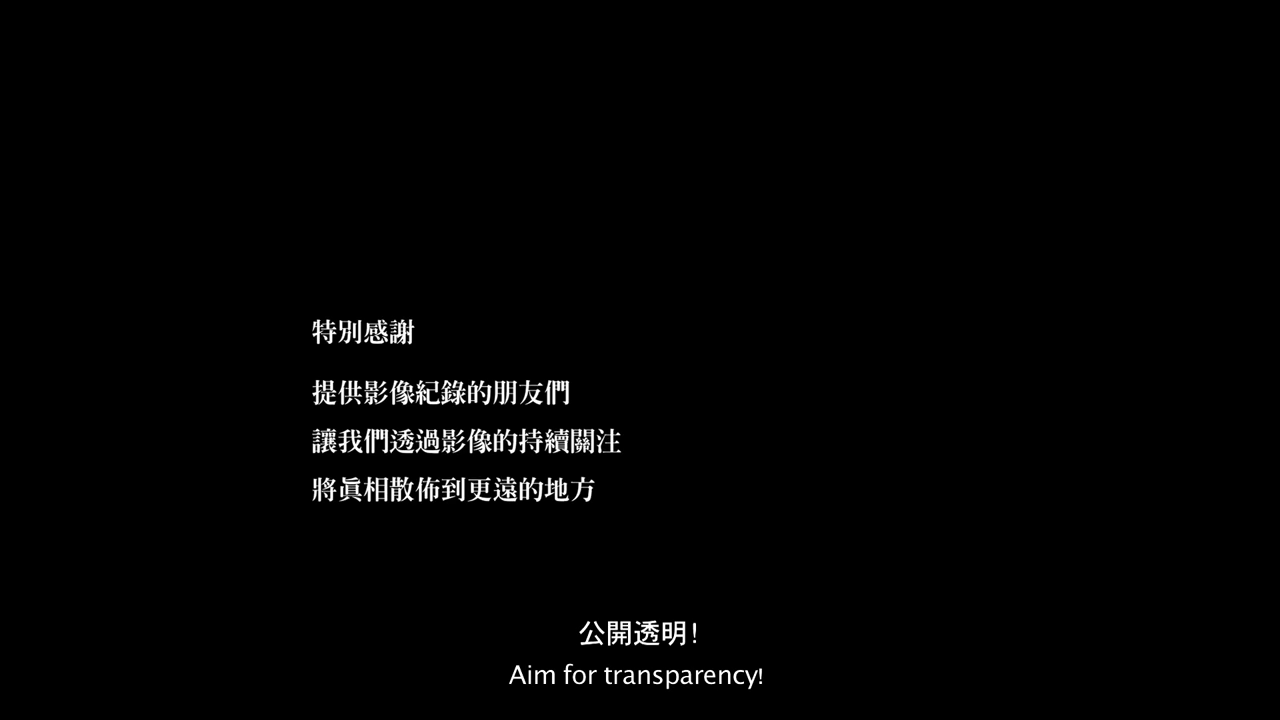 特別感謝
提供影像紀錄的朋友們
讓我們透過影像的持續關注
將眞相散佈到更遠的地方
公開透明!
Aim for transparency!